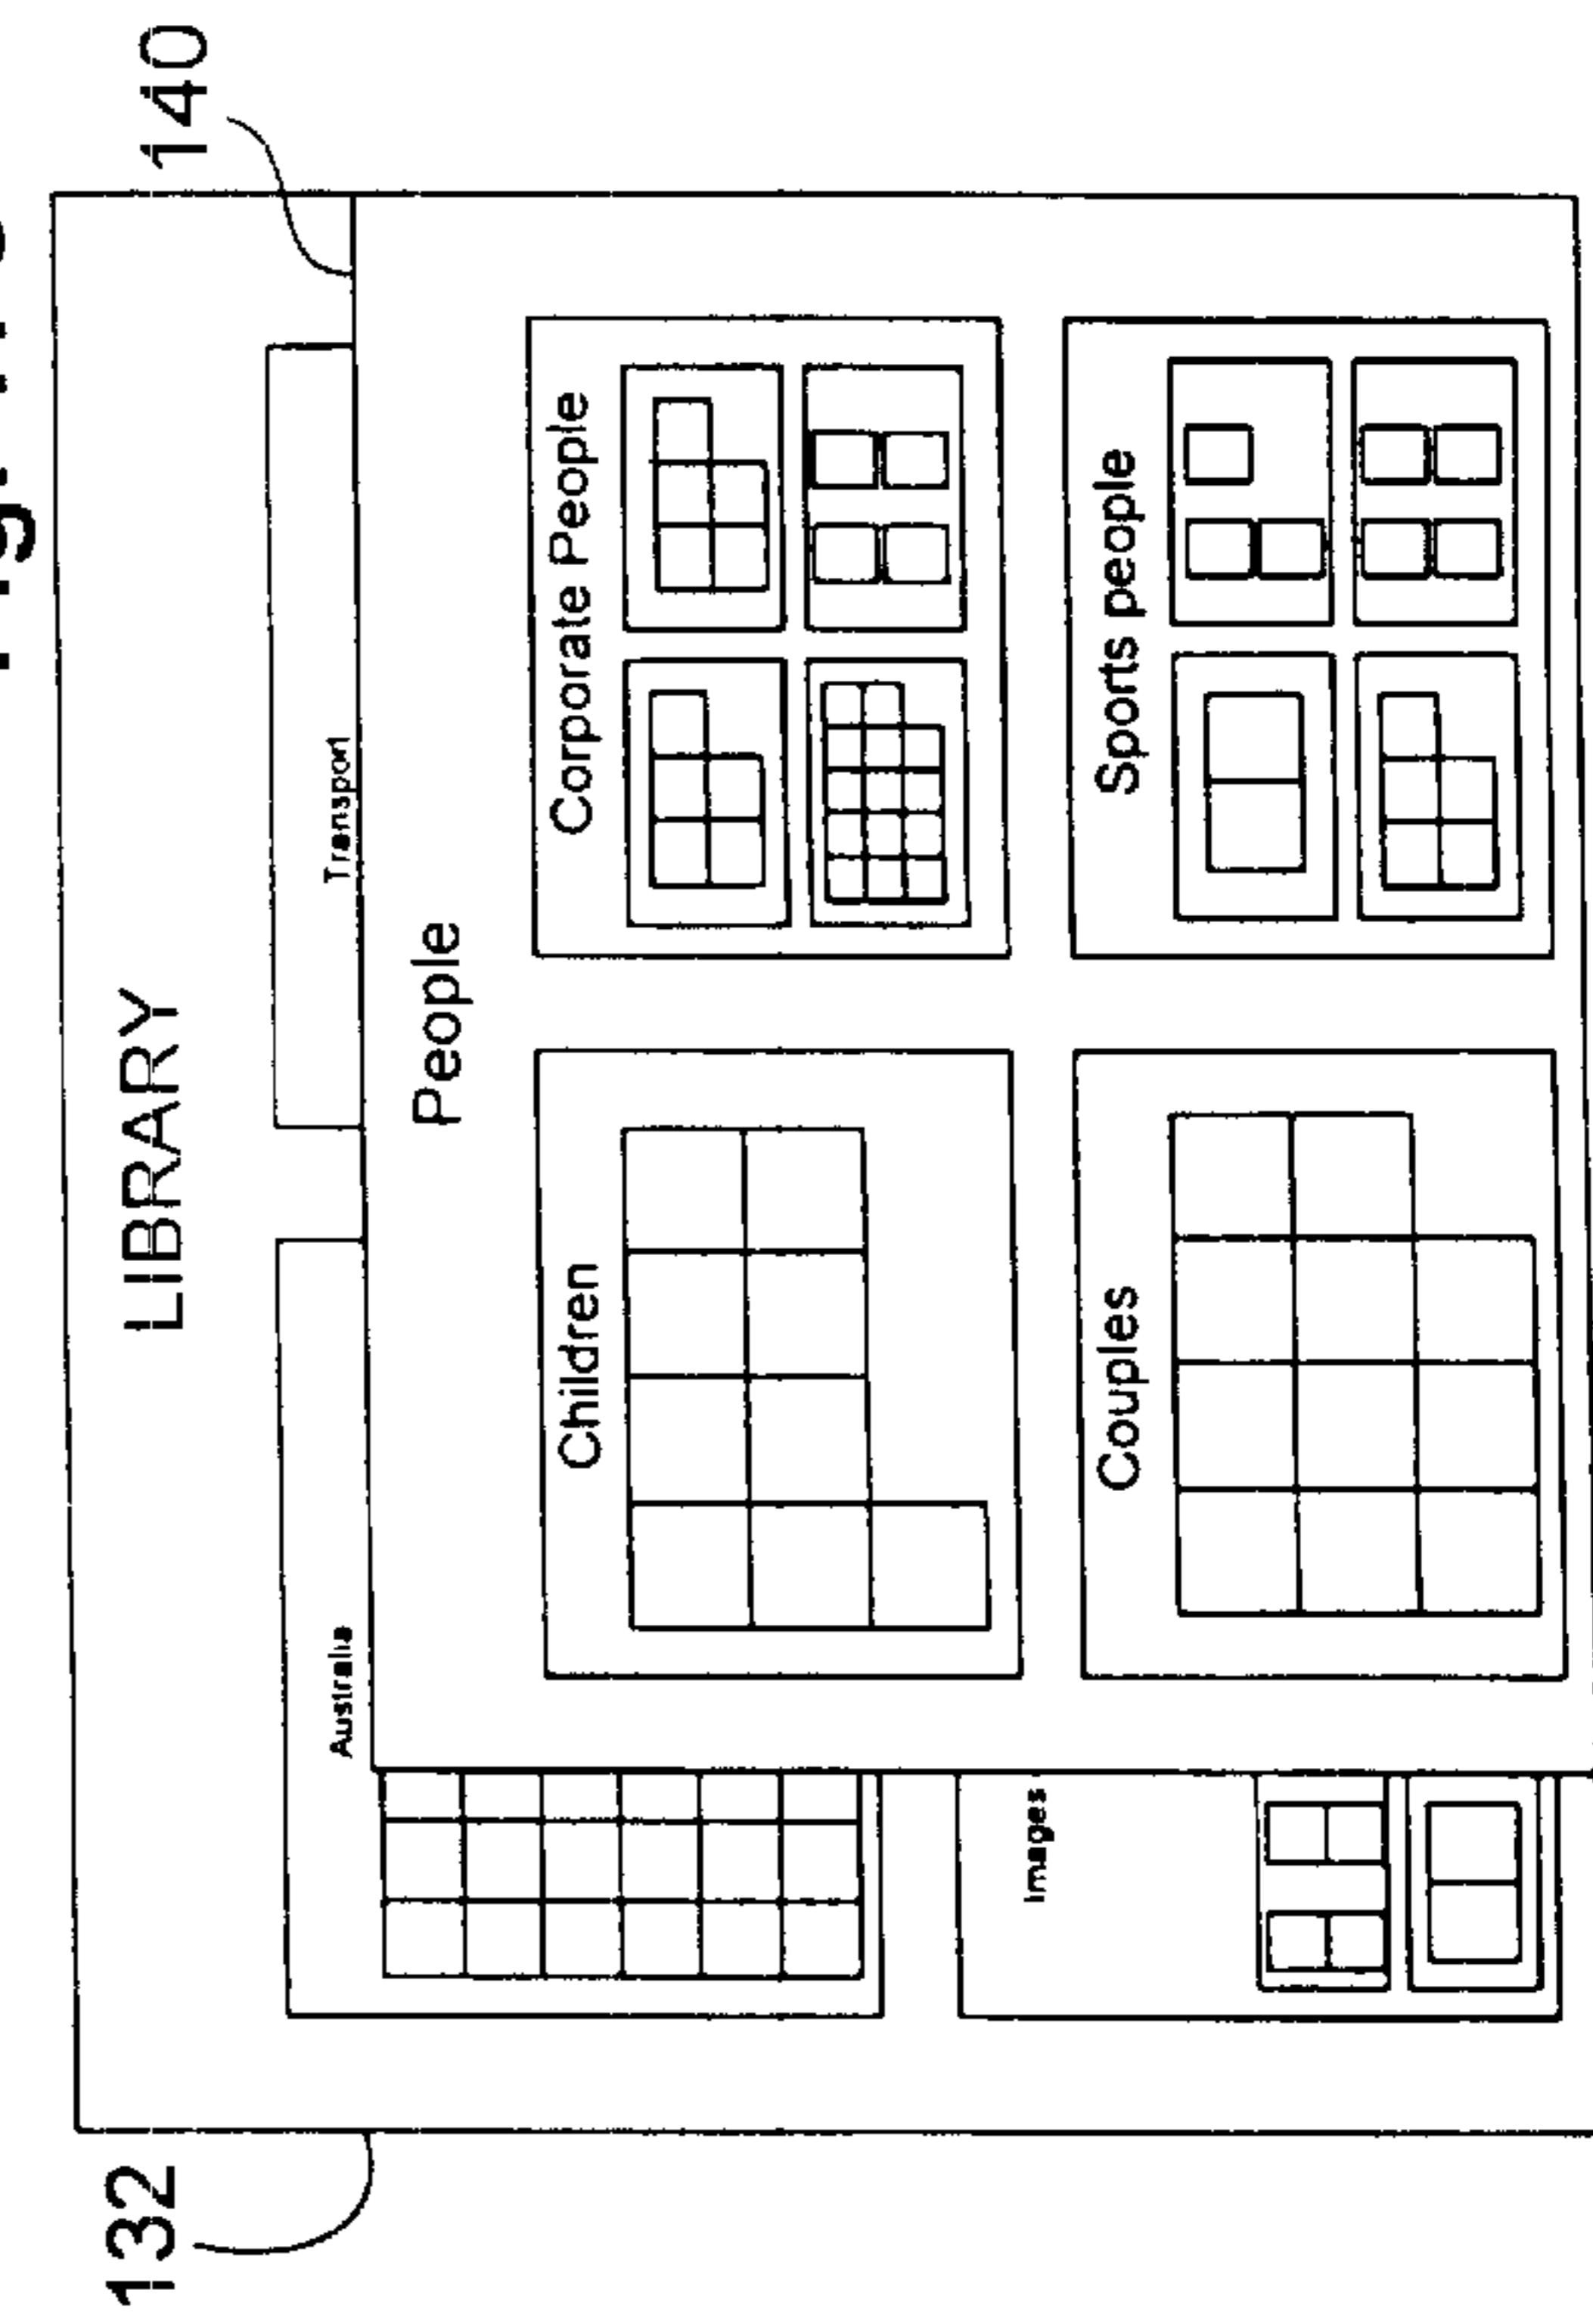 140
132
LIBRARY
Australia
Transport
People
Children
Corporate People
Couples
Sports people
Images